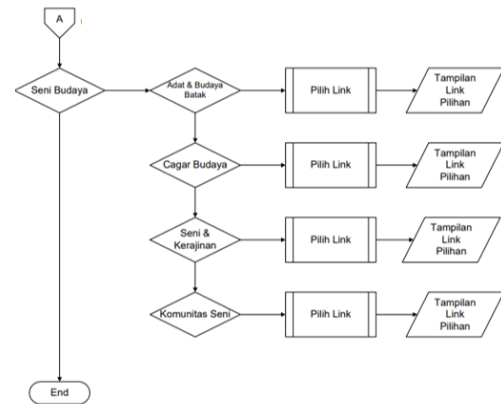 A
Seni Budaya
Adat & Budaya
Batak
Pilih Link
Tampilan
Link
Pilihan
Cagar Budaya
Pilih Link
Tampilan
Link
Pilihan
Seni &
Kerajinan
Pilih Link
Tampilan
Link
Pilihan
Komunitas Seni
Pilih Link
Tampilan
Link
Pilihan
End